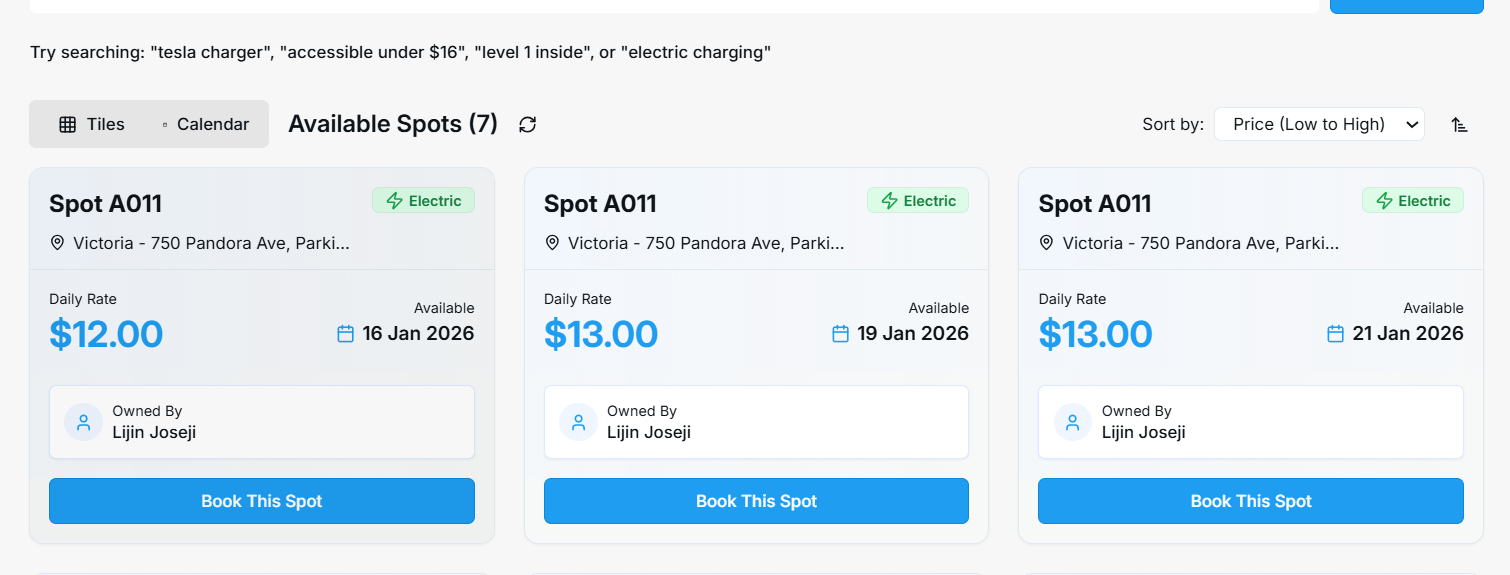 Try searching: "tesla charger", "accessible under $16", "level 1 inside", or "electric charging"
Tiles Calendar Available Spots (7) Sort by: Price (Low to High)
Spot A011 Electric
Victoria - 750 Pandora Ave, Parki...
Daily Rate
$12.00
Available
16 Jan 2026
Owned By
Lijin Joseji
Book This Spot
Spot A011 Electric
Victoria - 750 Pandora Ave, Parki...
Daily Rate
$13.00
Available
19 Jan 2026
Owned By
Lijin Joseji
Book This Spot
Spot A011 Electric
Victoria - 750 Pandora Ave, Parki...
Daily Rate
$13.00
Available
21 Jan 2026
Owned By
Lijin Joseji
Book This Spot